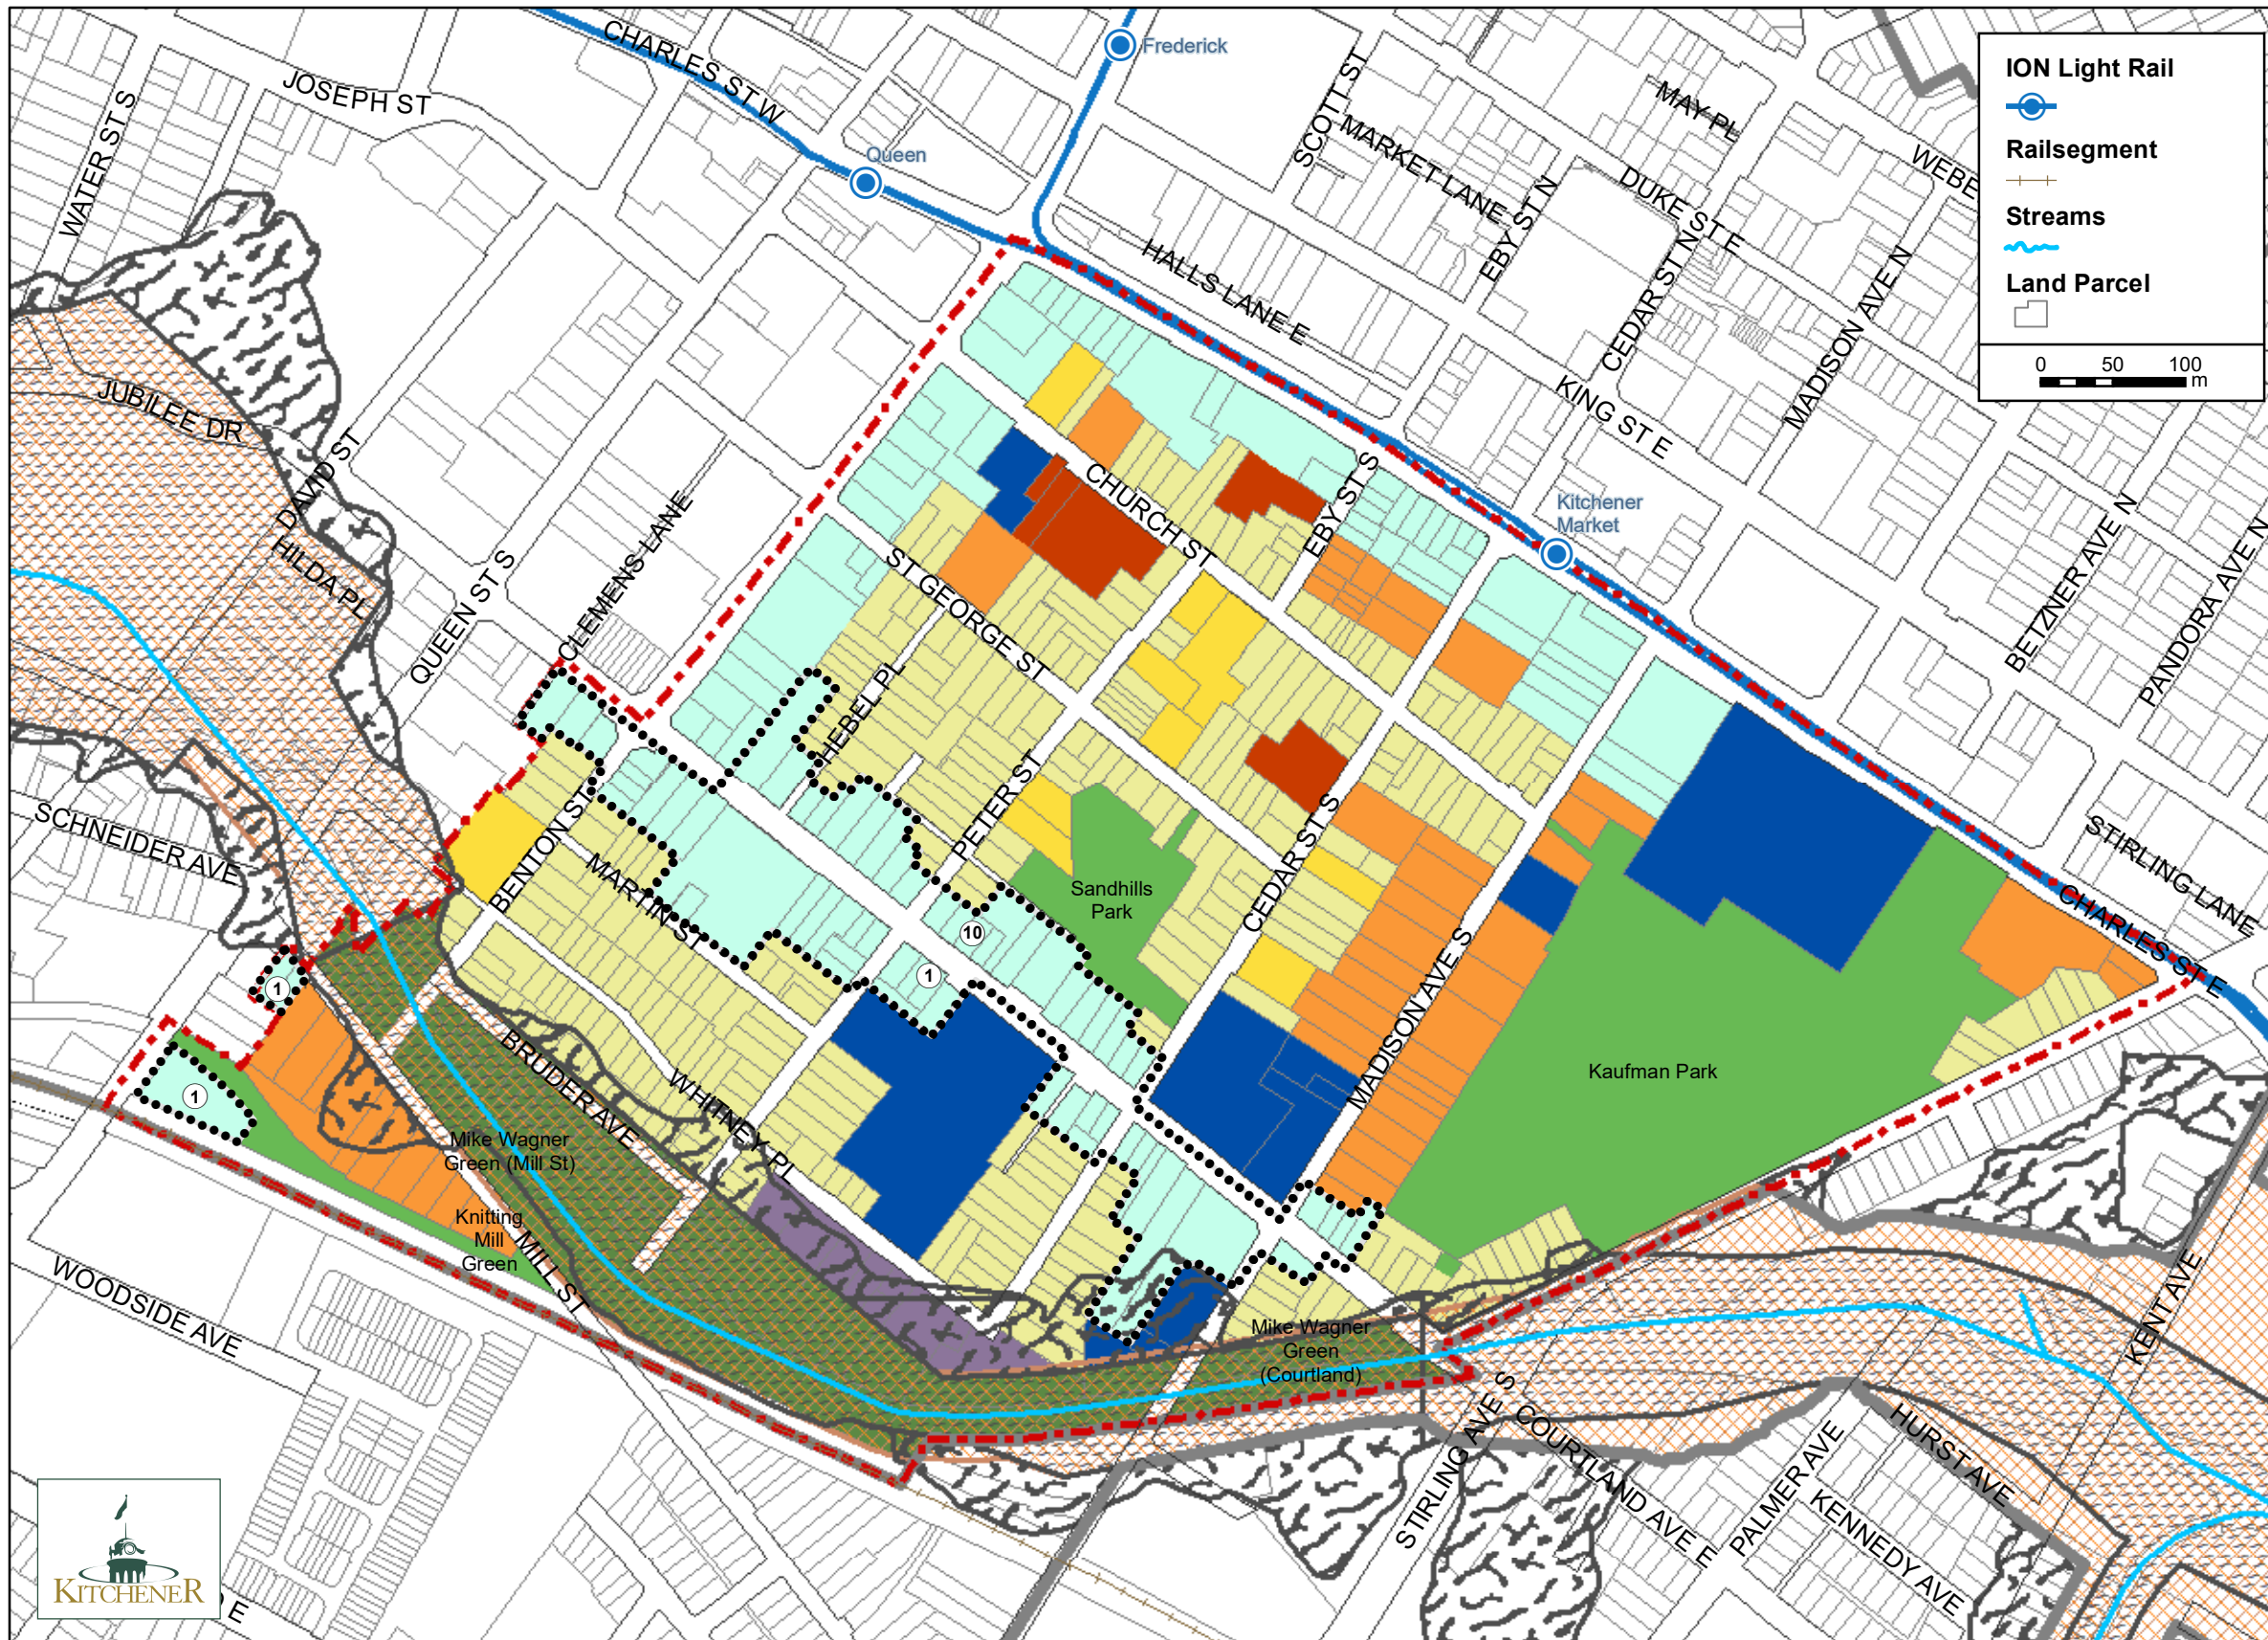 ION Light Rail
Railsegment
Streams
Land Parcel
0 50 100
m
CHARLES ST W
Frederick
JOSEPH ST
WATER ST S
Queen
SCOTT ST
MARKET LANE
MAY PL
WEBE
DUKE ST E
EBY ST N
CEDAR ST N
MADISON AVE N
HALLS LANE E
KING ST E
JUBILEE DR
DAVID ST
HILDA PL
QUEEN ST S
CLEMENS LANE
CHURCH ST
EBY ST S
Kitchener
Market
BETZNER AVE N
PANDORA AVE N
ST GEORGE ST
HEBEL PL
PETER ST
SCHNEIDER AVE
BENTON ST
MARTIN ST
CEDAR ST S
Sandhills
Park
STIRLING LANE
CHARLES ST E
10
1
1
1
MADISON AVE S
Kaufman Park
BRUDER AVE
WHITNEY PL
Mike Wagner
Green (Mill St)
Knitting
Mill
Green
MILL ST
WOODSIDE AVE
Mike Wagner
Green
(Courtland)
KENT AVE
STIRLING AVE S
COURTLAND AVE E
PALMER AVE
HURST AVE
KENNEDY AVE
KITCHENER
D E